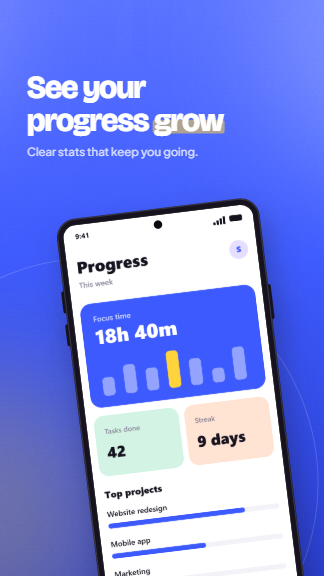 See your
progress grow
Clear stats that keep you going.
9:41
Progress
S
This week
Focus time
18h 40m
Tasks done
42
Streak
9 days
Top projects
Website redesign
Mobile app
Marketing